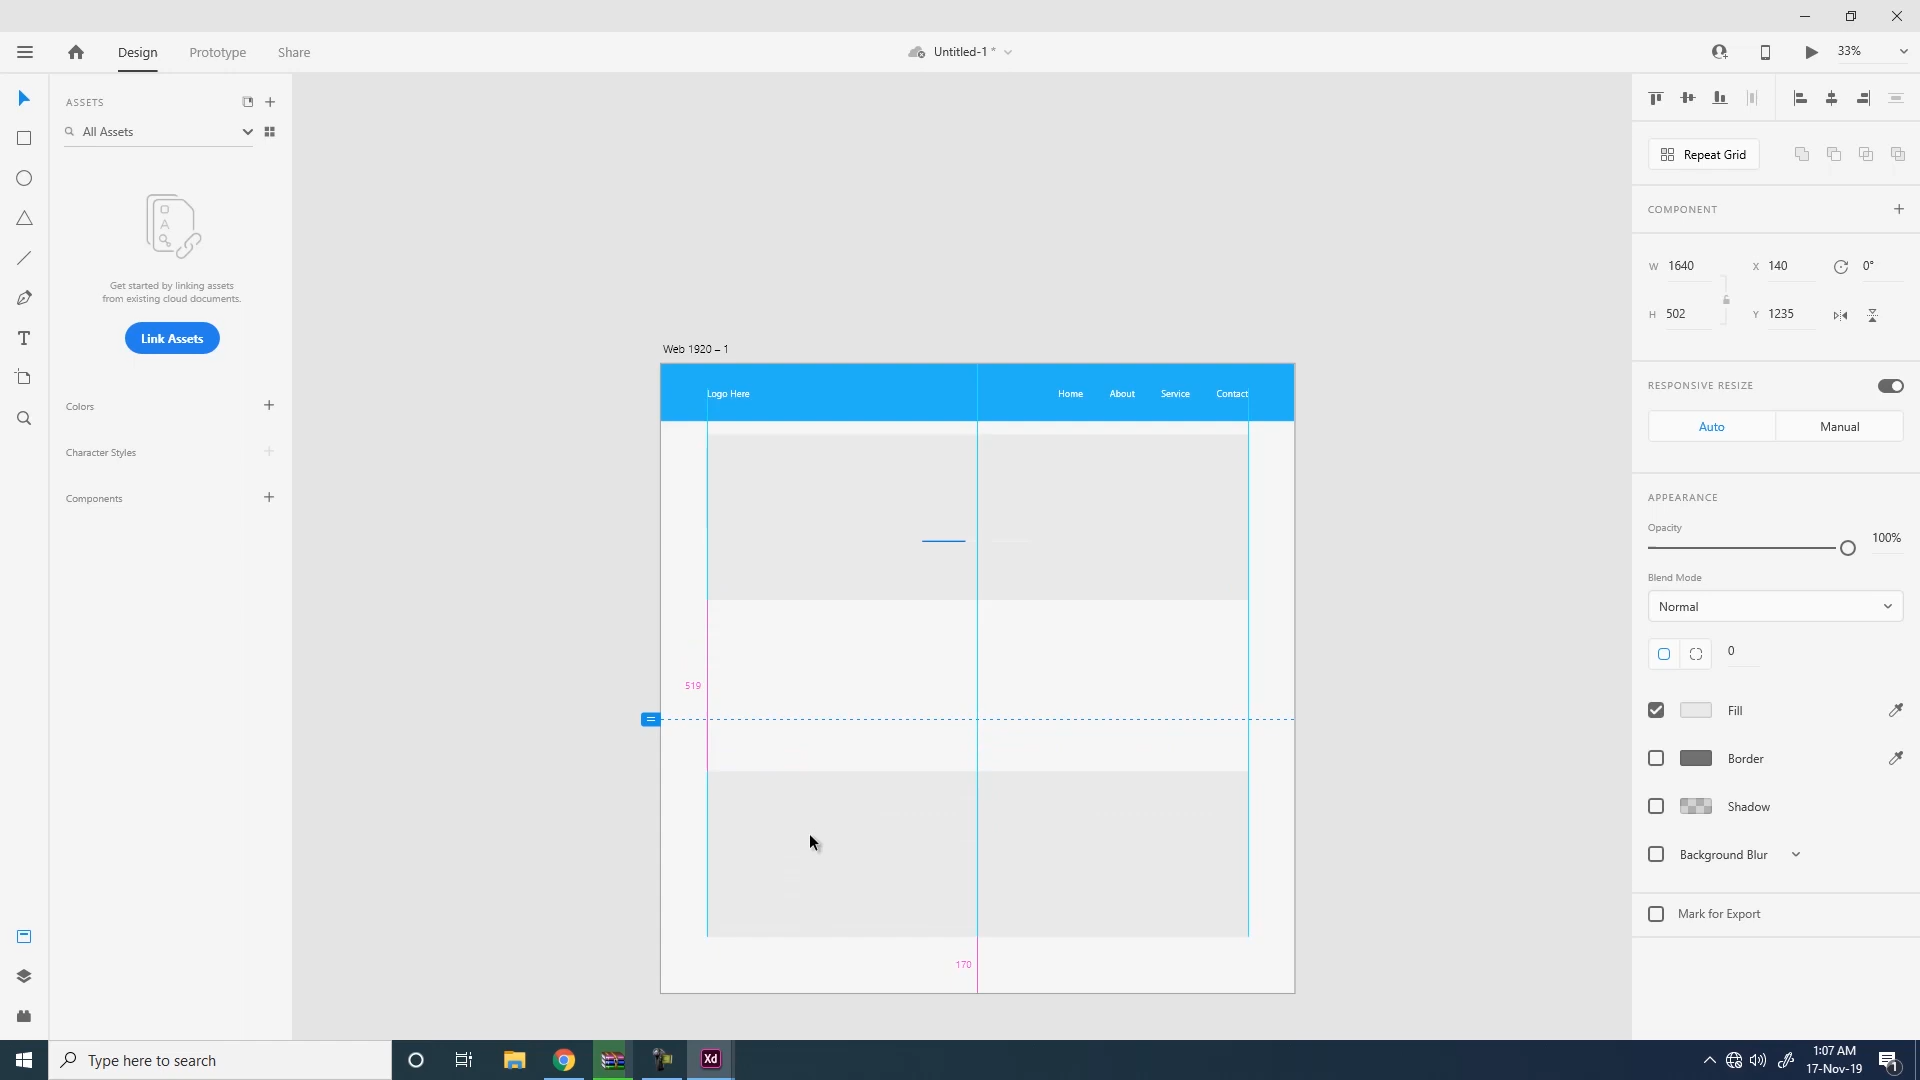 Design
Prototype
Share
Untitled-1 *
33%
ASSETS
All Assets
A
Get started by linking assets
from existing cloud documents.
Link Assets
Colors
Character Styles
Components
Web 1920 – 1
Logo Here
Home
About
Service
Contact
519
170
Repeat Grid
COMPONENT
W 1640
X 140
0°
H 502
Y 1235
RESPONSIVE RESIZE
Auto
Manual
APPEARANCE
Opacity
100%
Blend Mode
Normal
0
Fill
Border
Shadow
Background Blur
Mark for Export
Type here to search
Xd
1:07 AM
17-Nov-19
1